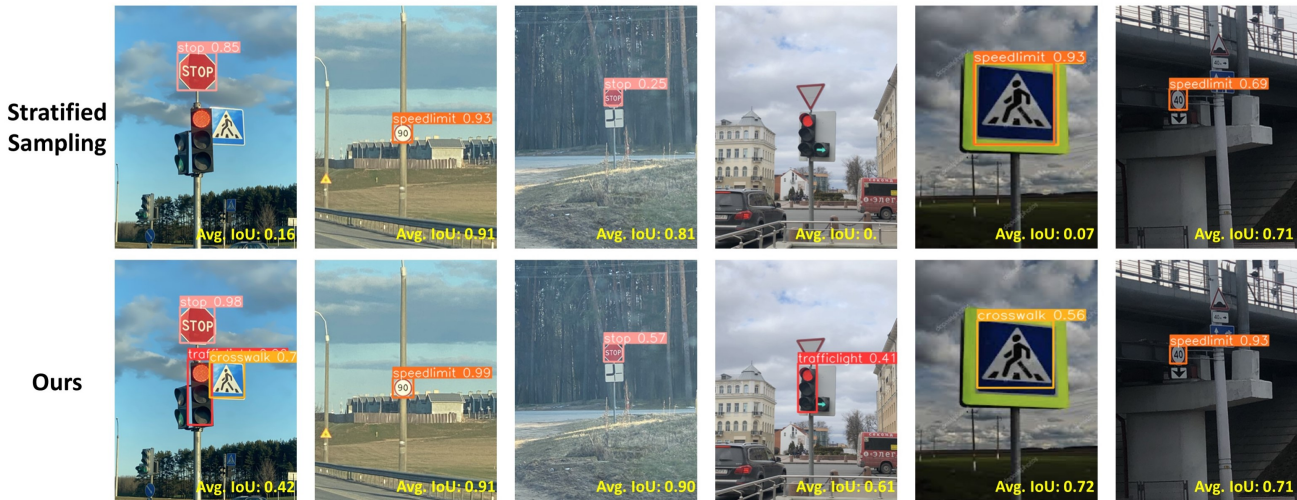 Stratified
Sampling
stop 0.85
STOP
Avg. IoU: 0.16
speedlimit 0.93
90
Avg. IoU: 0.91
stop 0.25
STOP
Avg. IoU: 0.81
Avg. IoU: 0.
speedlimit 0.93
Avg. IoU: 0.07
speedlimit 0.69
40
Avg. IoU: 0.71
Ours
stop 0.98
STOP
crosswalk 0.7
Avg. IoU: 0.42
speedlimit 0.99
90
Avg. IoU: 0.91
stop 0.57
STOP
Avg. IoU: 0.90
trafficlight 0.41
Avg. IoU: 0.61
crosswalk 0.56
Avg. IoU: 0.72
speedlimit 0.93
40
Avg. IoU: 0.71